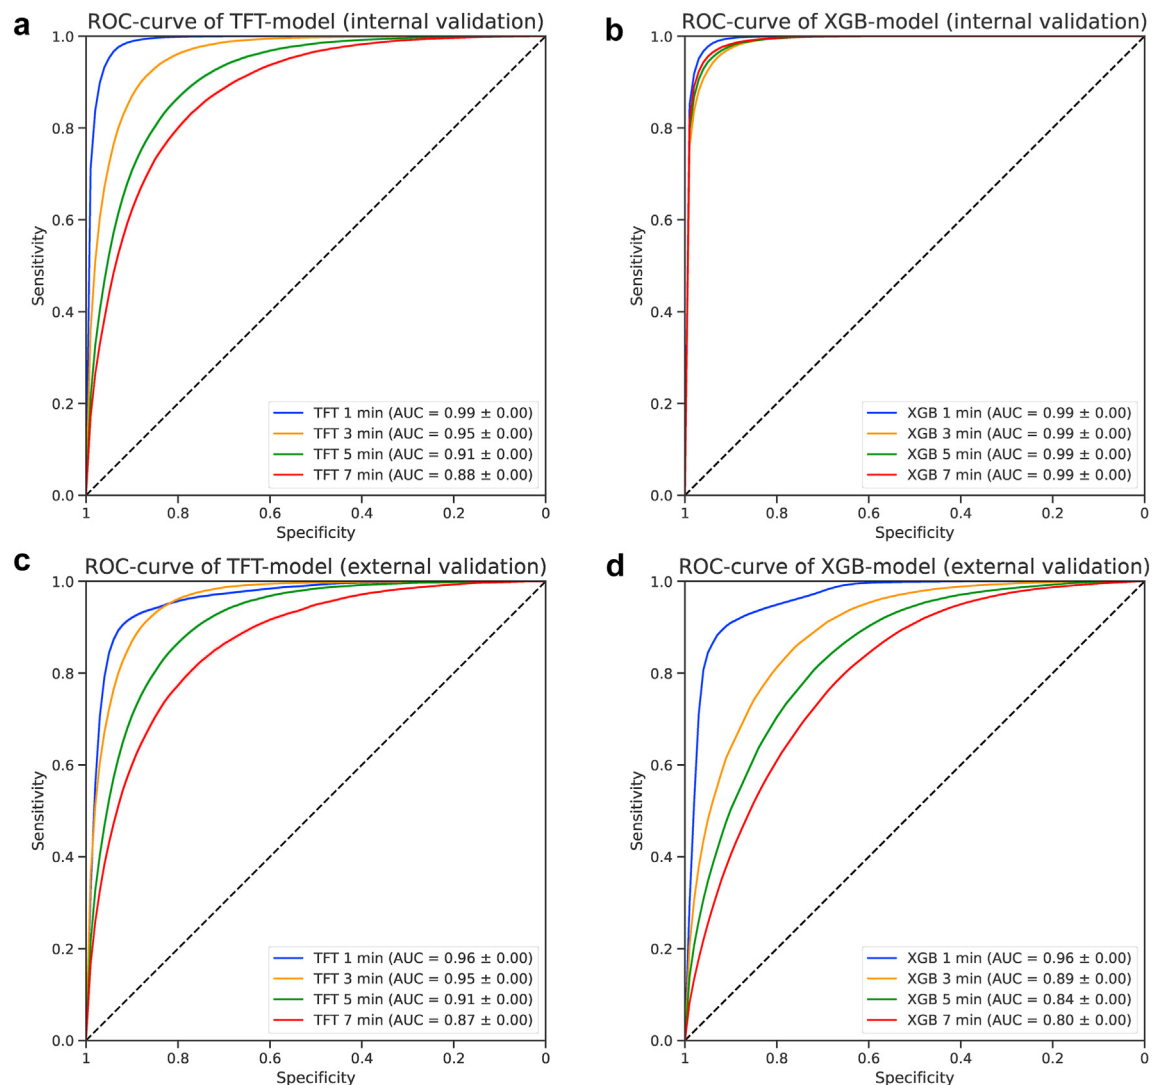 a
ROC-curve of TFT-model (internal validation)
1.0
0.8
0.6
0.4
0.2
0.0
Sensitivity
TFT 1 min (AUC = 0.99 ± 0.00)
TFT 3 min (AUC = 0.95 ± 0.00)
TFT 5 min (AUC = 0.91 ± 0.00)
TFT 7 min (AUC = 0.88 ± 0.00)
1 0.8 0.6 0.4 0.2 0
Specificity
b
ROC-curve of XGB-model (internal validation)
1.0
0.8
0.6
0.4
0.2
0.0
Sensitivity
XGB 1 min (AUC = 0.99 ± 0.00)
XGB 3 min (AUC = 0.99 ± 0.00)
XGB 5 min (AUC = 0.99 ± 0.00)
XGB 7 min (AUC = 0.99 ± 0.00)
1 0.8 0.6 0.4 0.2 0
Specificity
c
ROC-curve of TFT-model (external validation)
1.0
0.8
0.6
0.4
0.2
0.0
Sensitivity
TFT 1 min (AUC = 0.96 ± 0.00)
TFT 3 min (AUC = 0.95 ± 0.00)
TFT 5 min (AUC = 0.91 ± 0.00)
TFT 7 min (AUC = 0.87 ± 0.00)
1 0.8 0.6 0.4 0.2 0
Specificity
d
ROC-curve of XGB-model (external validation)
1.0
0.8
0.6
0.4
0.2
0.0
Sensitivity
XGB 1 min (AUC = 0.96 ± 0.00)
XGB 3 min (AUC = 0.89 ± 0.00)
XGB 5 min (AUC = 0.84 ± 0.00)
XGB 7 min (AUC = 0.80 ± 0.00)
1 0.8 0.6 0.4 0.2 0
Specificity